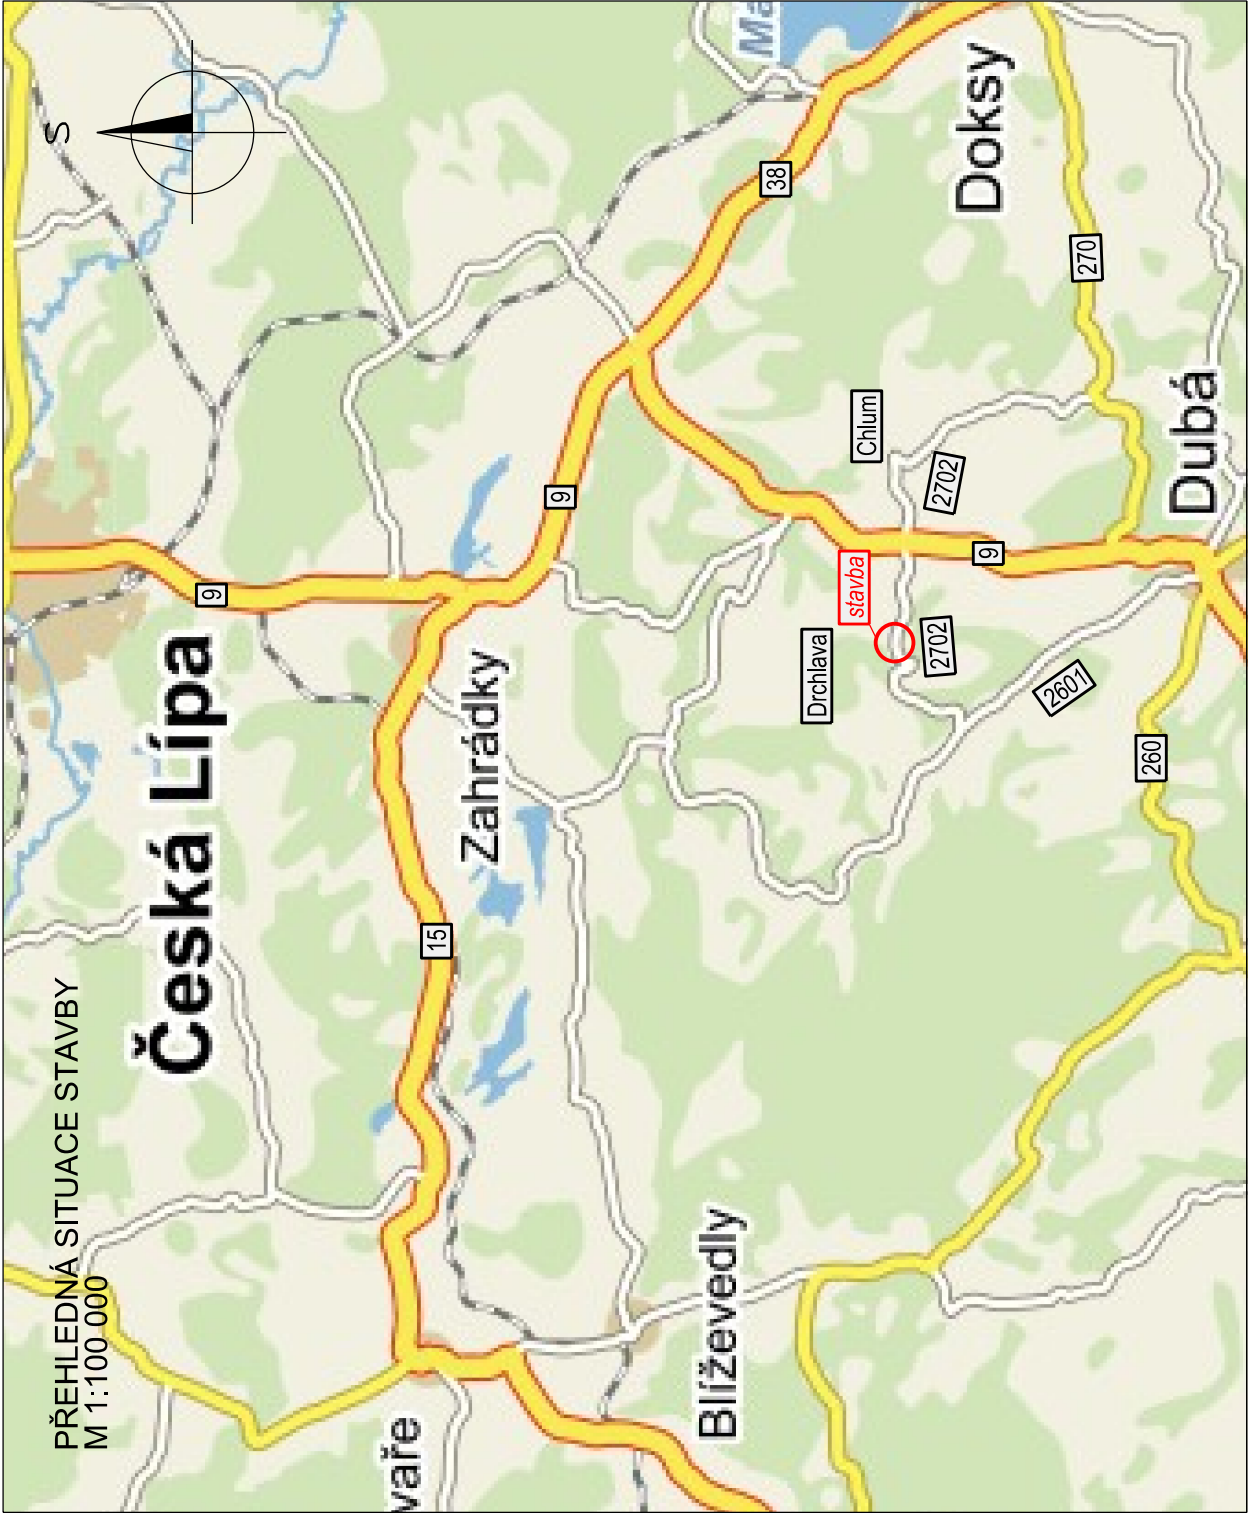 PŘEHLEDNÁ SITUACE STAVBY
M 1:100 000
S
Česká Lípa
9
15
Zahrádky
9
38
Doksy
270
Chlum
2702
stavba
9
Drchlava
2702
2601
Dubá
260
Blíževedly
vaře
Ma